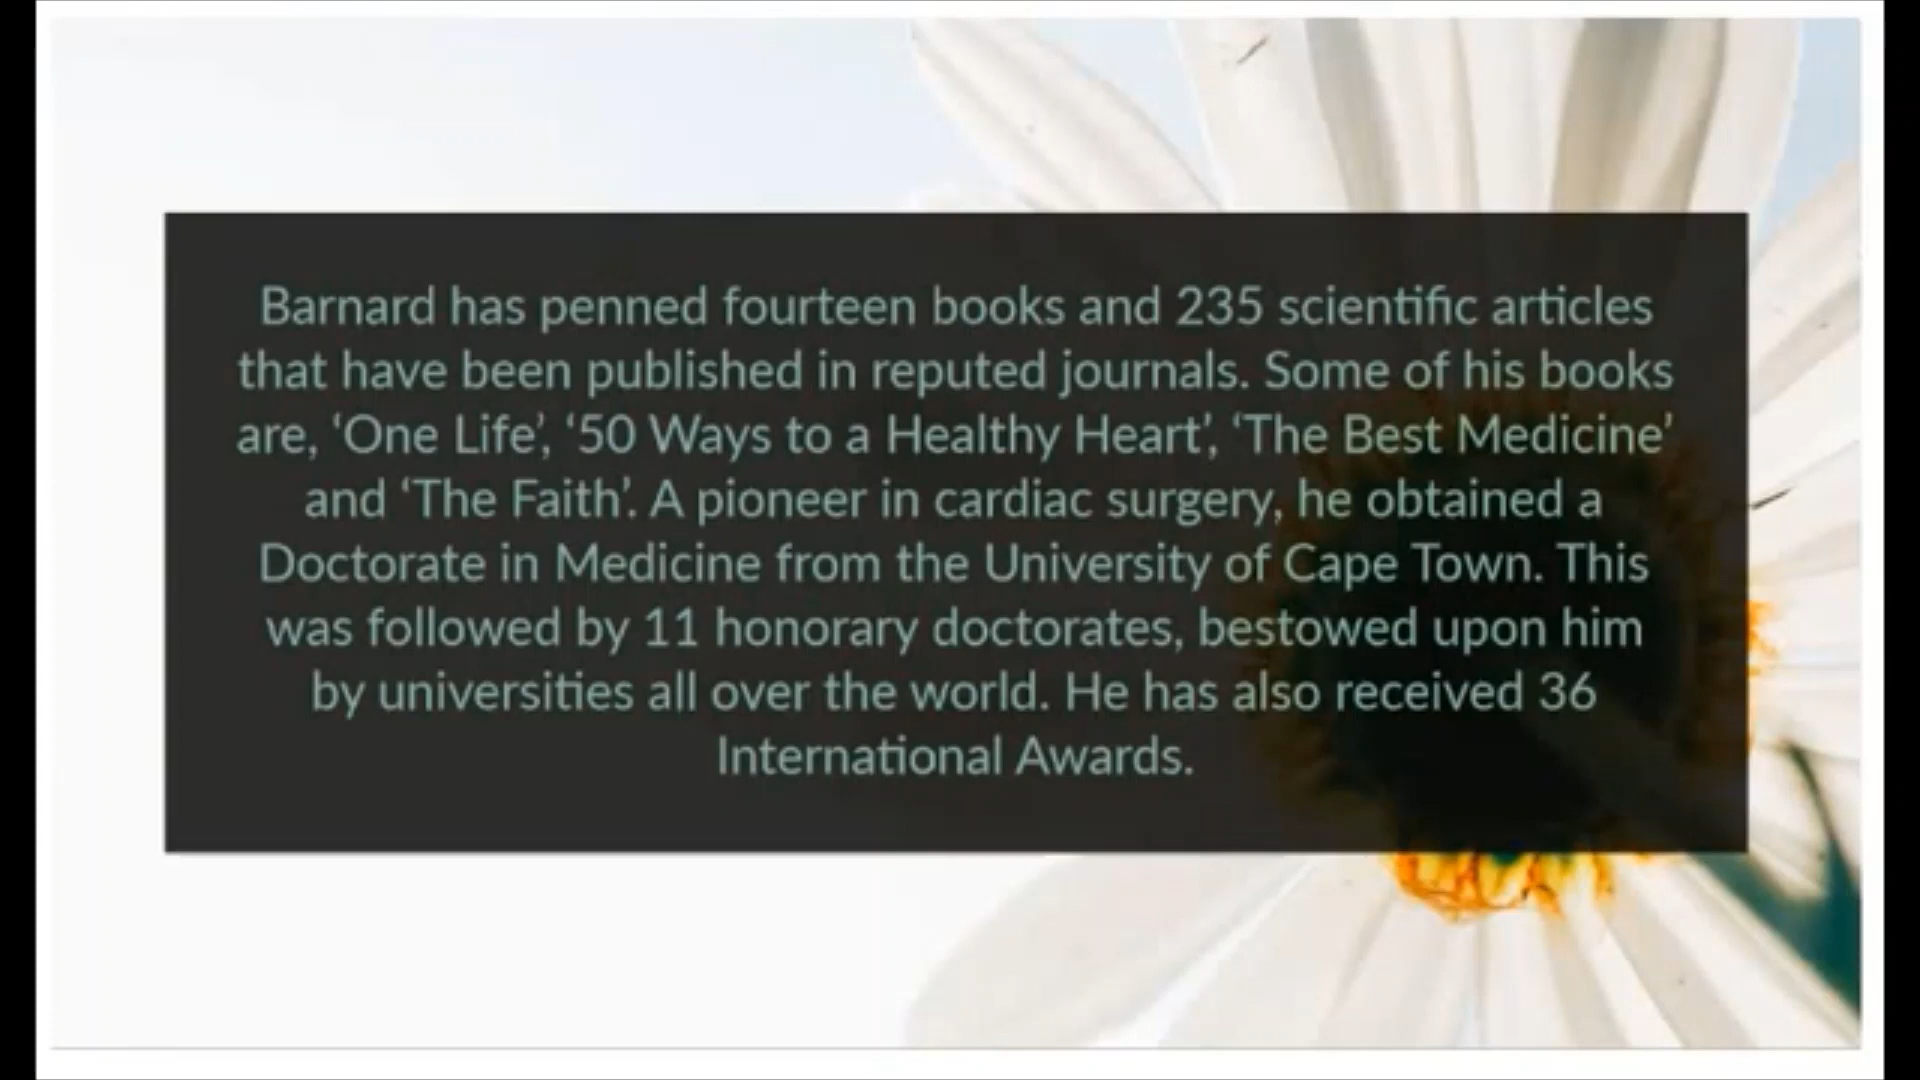 Barnard has penned fourteen books and 235 scientific articles
that have been published in reputed journals. Some of his books
are, ‘One Life’, ‘50 Ways to a Healthy Heart’, ‘The Best Medicine’
and ‘The Faith’. A pioneer in cardiac surgery, he obtained a
Doctorate in Medicine from the University of Cape Town. This
was followed by 11 honorary doctorates, bestowed upon him
by universities all over the world. He has also received 36
International Awards.